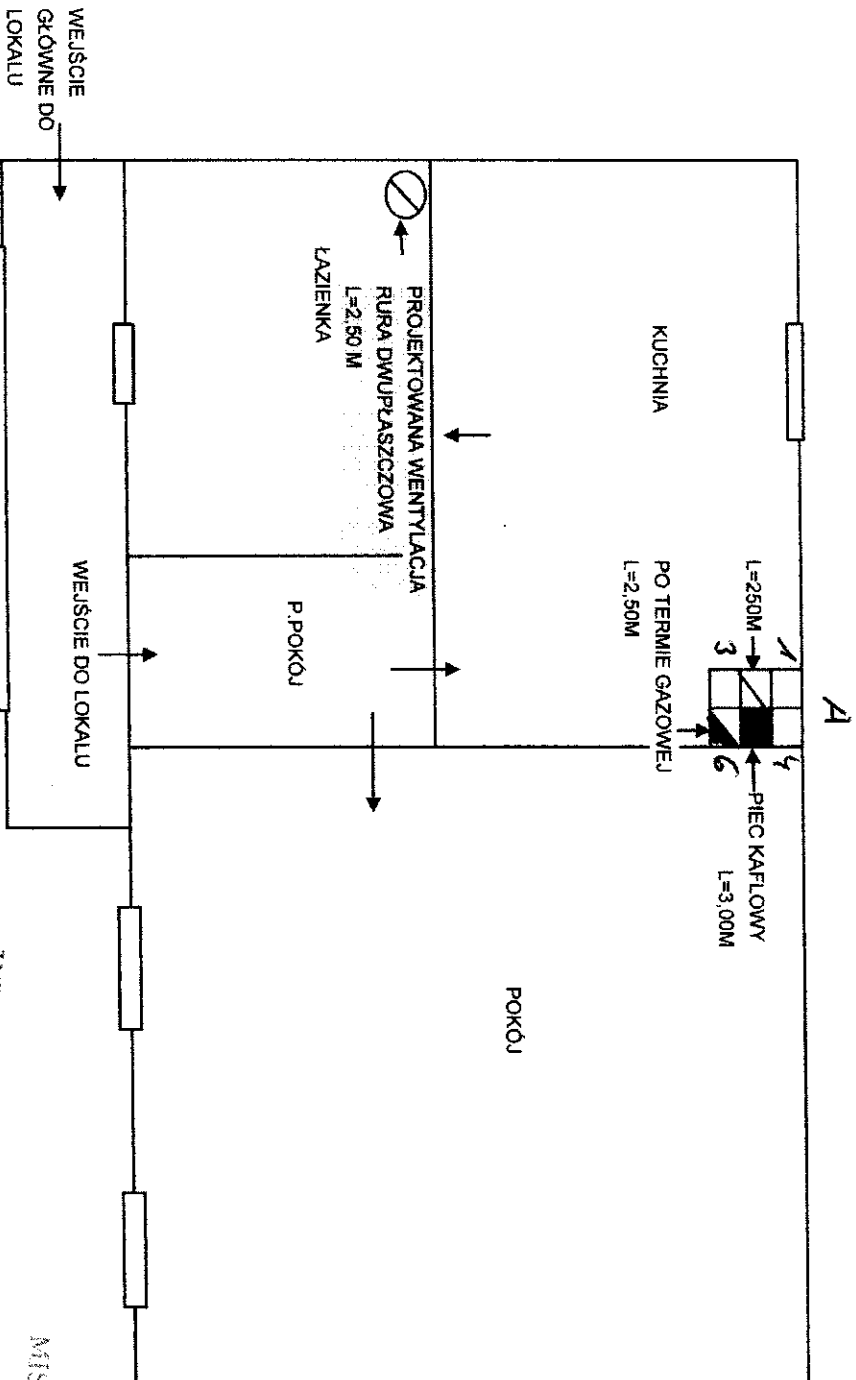 WEJŚCIE
GŁÓWNE DO
LOKALU
KUCHNIA
PROJEKTOWANA WENTYLACJA
RURA DWUPŁASZCZOWA
L=2,50 M
ŁAZIENKA
A
L=250M
1
3
4
6
PO TERMIE GAZOWEJ
L=2,50M
PIEC KAFLOWY
L=3,00M
P.POKÓJ
WEJŚCIE DO LOKALU
POKÓJ